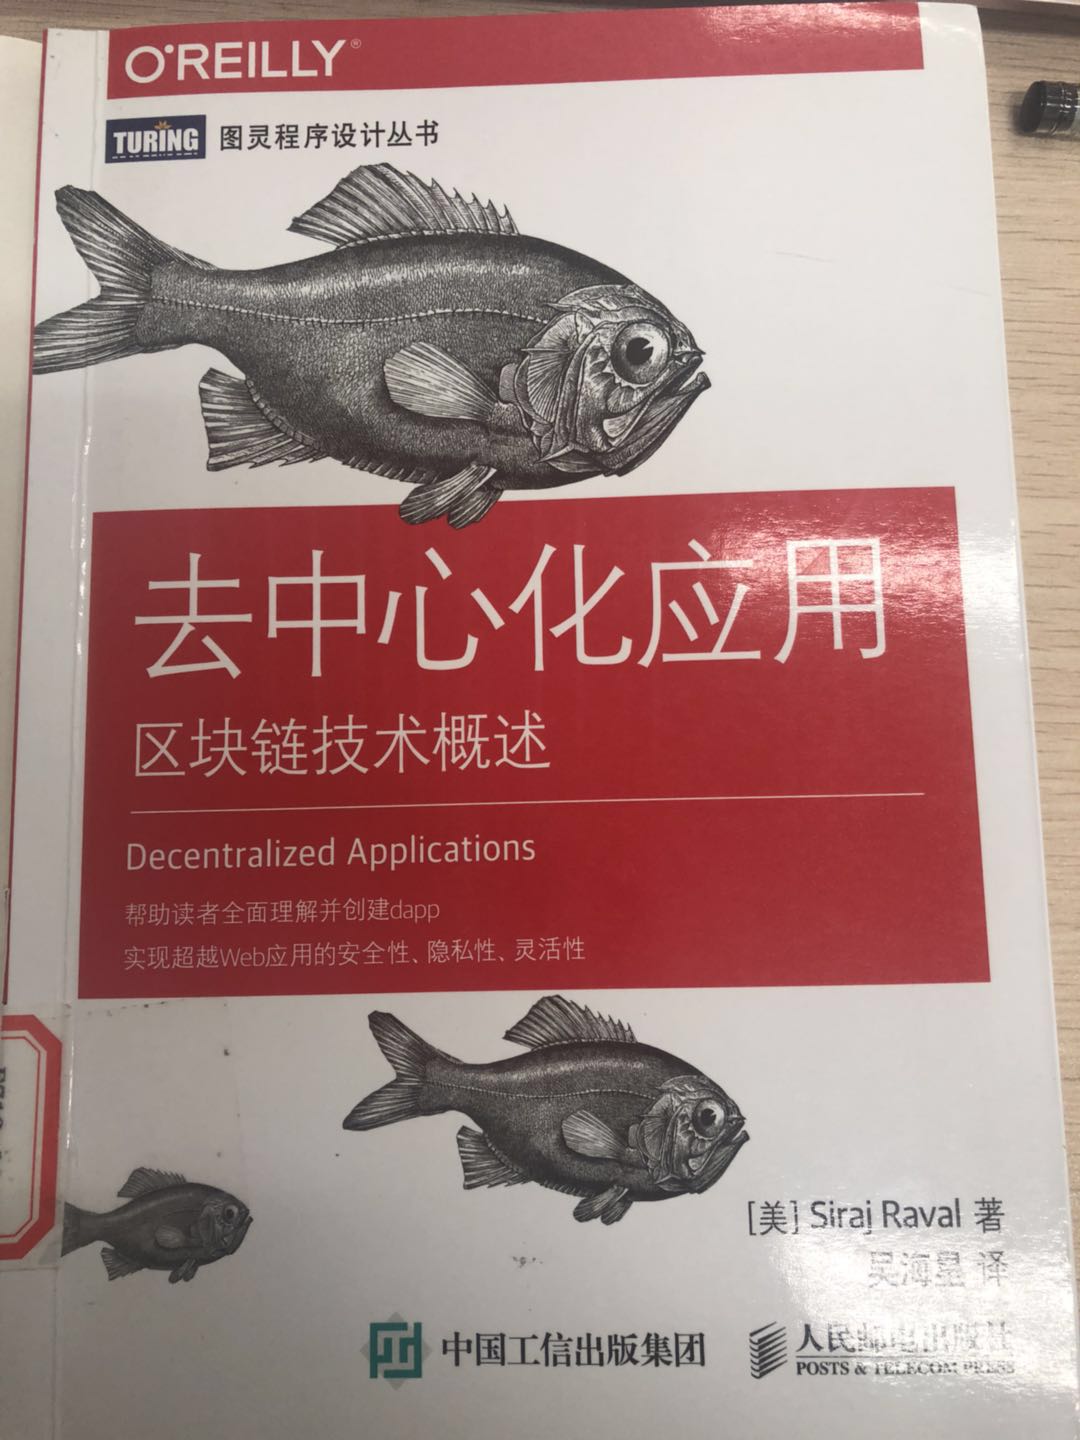 O'REILLY®
TURING 图灵程序设计丛书
去中心化应用
区块链技术概述
Decentralized Applications
帮助读者全面理解并创建dapp
实现超越Web应用的安全性、隐私性、灵活性
[美] Siraj Raval 著
吴海星 译
中国工信出版集团
人民邮电出版社
POSTS & TELECOM PRESS